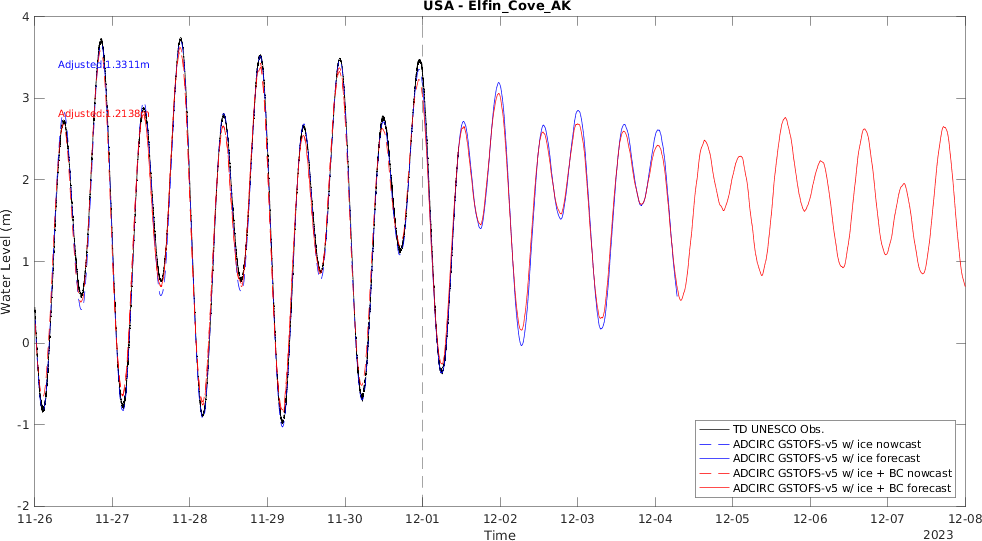 USA - Elfin_Cove_AK
4
3
2
1
0
-1
-2
Water Level (m)
Adjusted:1.3311m
Adjusted:1.2138m
TD UNESCO Obs.
ADCIRC GSTOFS-v5 w/ ice nowcast
ADCIRC GSTOFS-v5 w/ ice forecast
ADCIRC GSTOFS-v5 w/ ice + BC nowcast
ADCIRC GSTOFS-v5 w/ ice + BC forecast
11-26 11-27 11-28 11-29 11-30 12-01 12-02 12-03 12-04 12-05 12-06 12-07 12-08
Time
2023